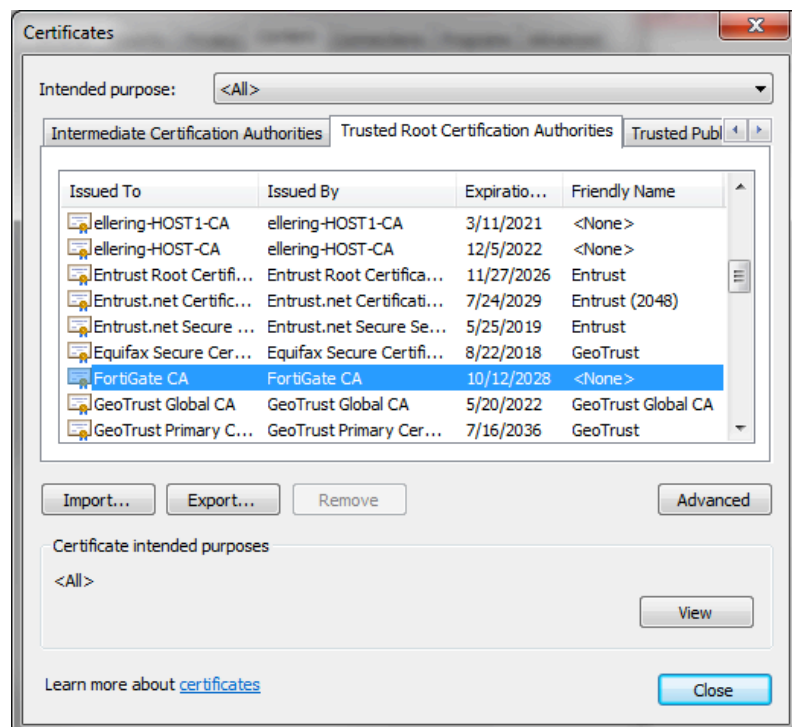 Certificates
Intended purpose: <All>
Intermediate Certification Authorities Trusted Root Certification Authorities Trusted Publ
Issued To Issued By Expiratio... Friendly Name
ellering-HOST1-CA ellering-HOST1-CA 3/11/2021 <None>
ellering-HOST-CA ellering-HOST-CA 12/5/2022 <None>
Entrust Root Certifi... Entrust Root Certifica... 11/27/2026 Entrust
Entrust.net Certific... Entrust.net Certificati... 7/24/2029 Entrust (2048)
Entrust.net Secure ... Entrust.net Secure Se... 5/25/2019 Entrust
Equifax Secure Cer... Equifax Secure Certifi... 8/22/2018 GeoTrust
FortiGate CA FortiGate CA 10/12/2028 <None>
GeoTrust Global CA GeoTrust Global CA 5/20/2022 GeoTrust Global CA
GeoTrust Primary C... GeoTrust Primary Cer... 7/16/2036 GeoTrust
Import... Export... Remove Advanced
Certificate intended purposes
<All>
View
Learn more about certificates
Close